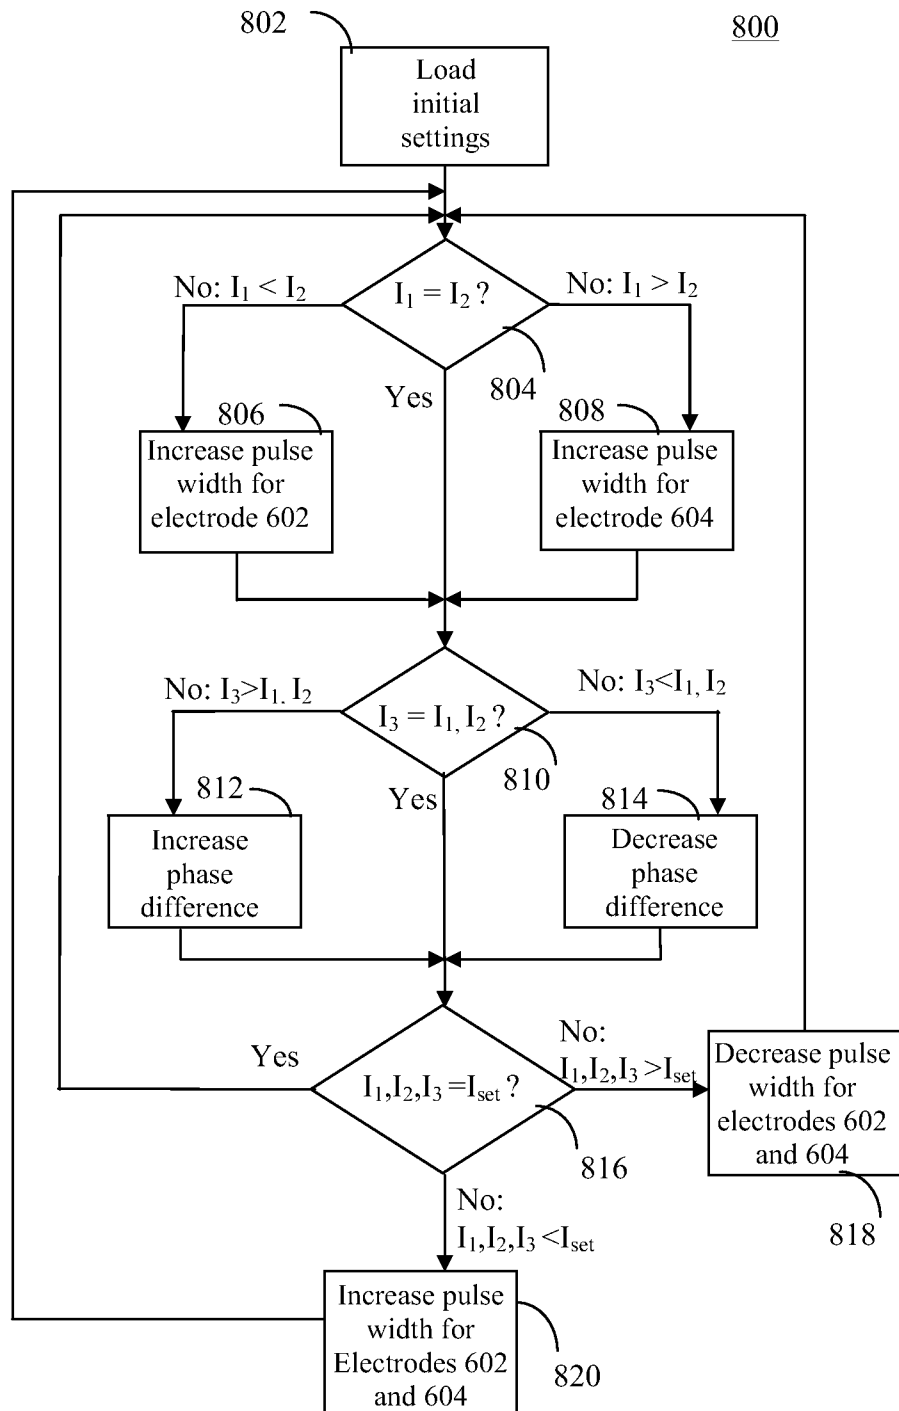 802
800
Load
initial
settings
No: I₁ < I₂
I₁ = I₂ ?
No: I₁ > I₂
804
Yes
806
808
Increase pulse
width for
electrode 602
Increase pulse
width for
electrode 604
No: I₃>I₁, I₂
I₃ = I₁, I₂ ?
No: I₃<I₁, I₂
810
Yes
812
814
Increase
phase
difference
Decrease
phase
difference
Yes
I₁,I₂,I₃ =Iset ?
No:
I₁,I₂,I₃ >Iset
816
Decrease pulse
width for
electrodes 602
and 604
818
No:
I₁,I₂,I₃ <Iset
Increase pulse
width for
Electrodes 602
and 604
820